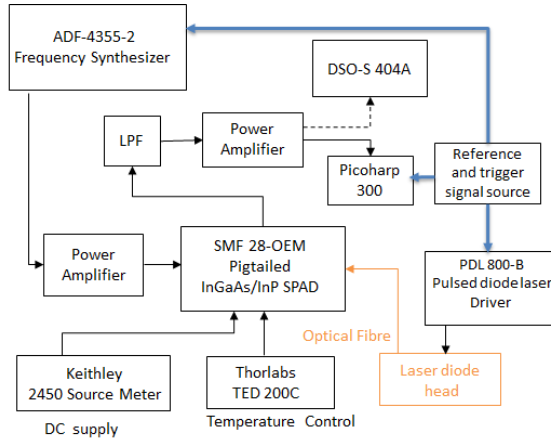 ADF-4355-2
Frequency Synthesizer
DSO-S 404A
LPF
Power
Amplifier
Picoharp
300
Reference
and trigger
signal source
Power
Amplifier
SMF 28-OEM
Pigtailed
InGaAs/InP SPAD
PDL 800-B
Pulsed diode laser
Driver
Optical Fibre
Keithley
2450 Source Meter
Thorlabs
TED 200C
Laser diode
head
DC supply
Temperature Control